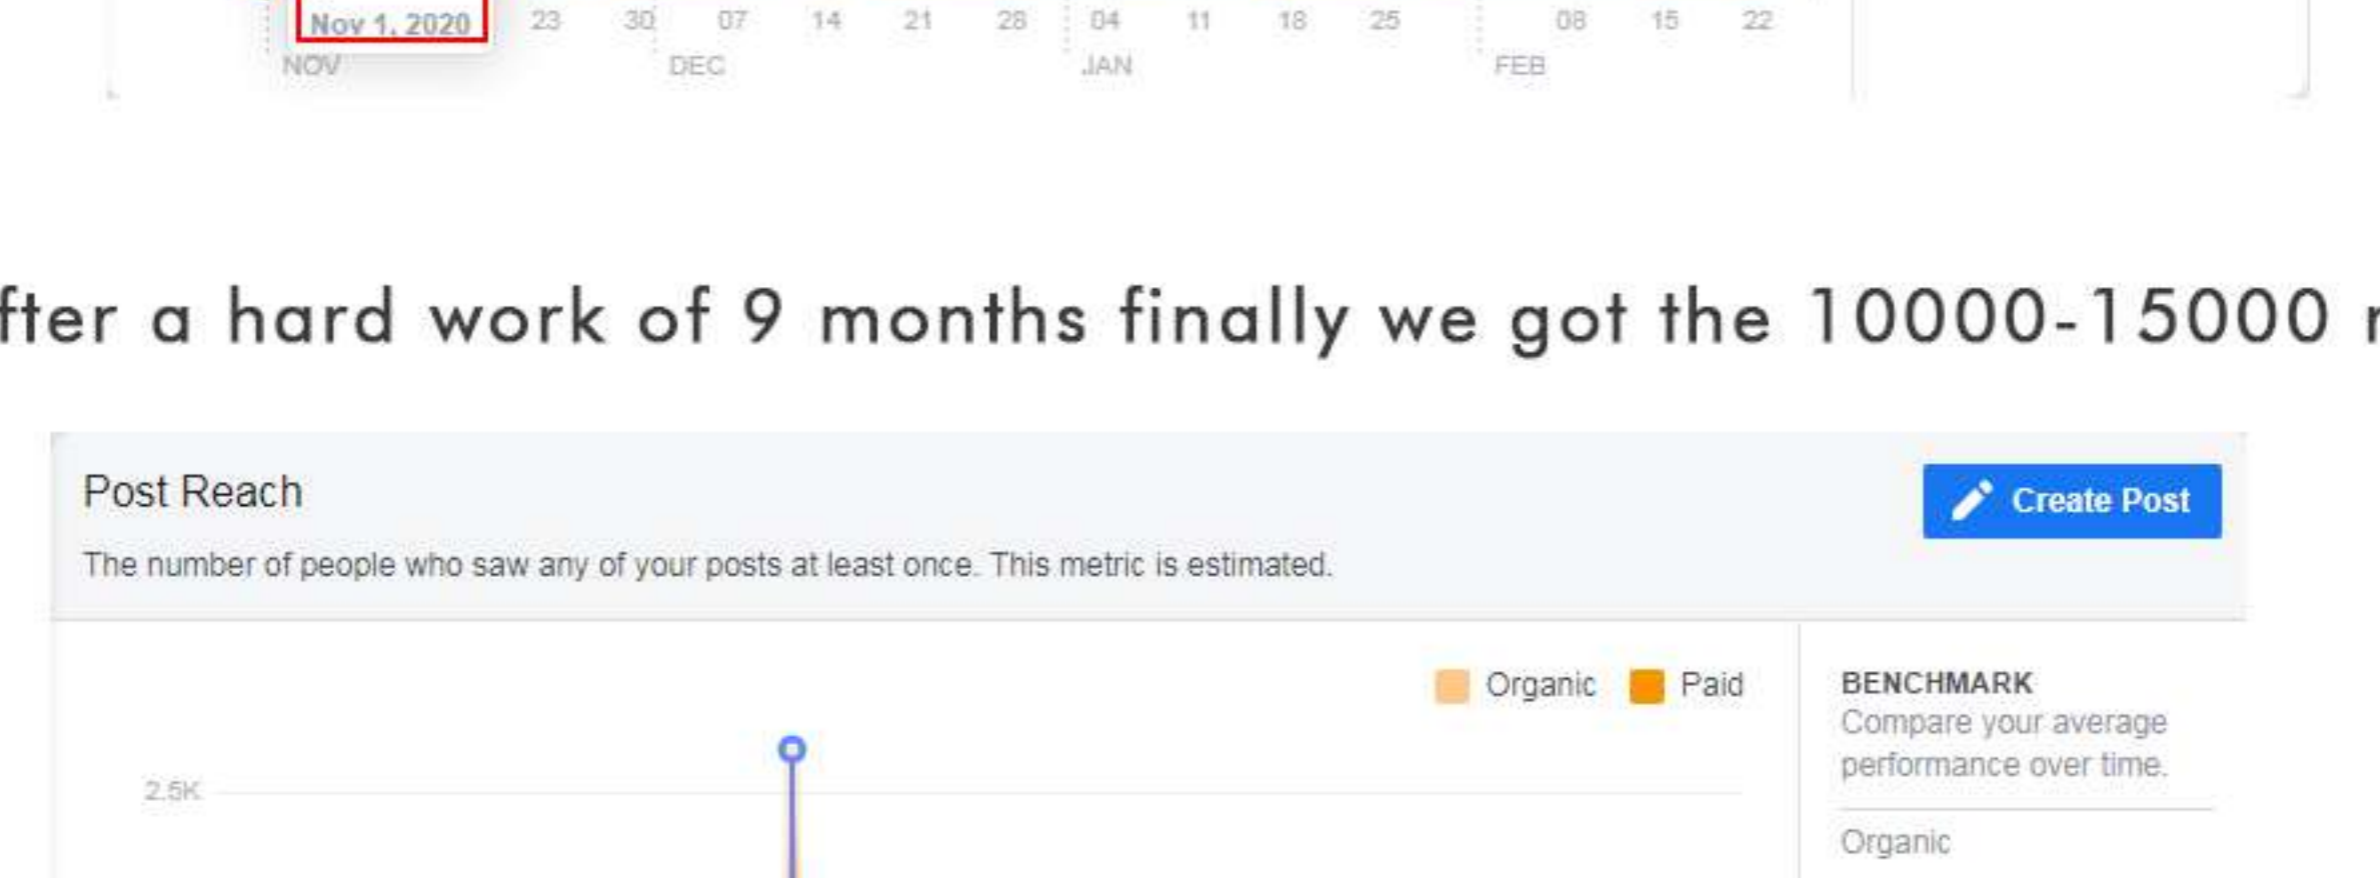 Nov 1, 2020 23 30 07 14 21 28 04 11 18 25 08 15 22
NOV DEC JAN FEB
fter a hard work of 9 months finally we got the 10000-15000
Post Reach
Create Post
The number of people who saw any of your posts at least once. This metric is estimated.
Organic Paid
BENCHMARK
Compare your average
performance over time.
2.5K
Organic